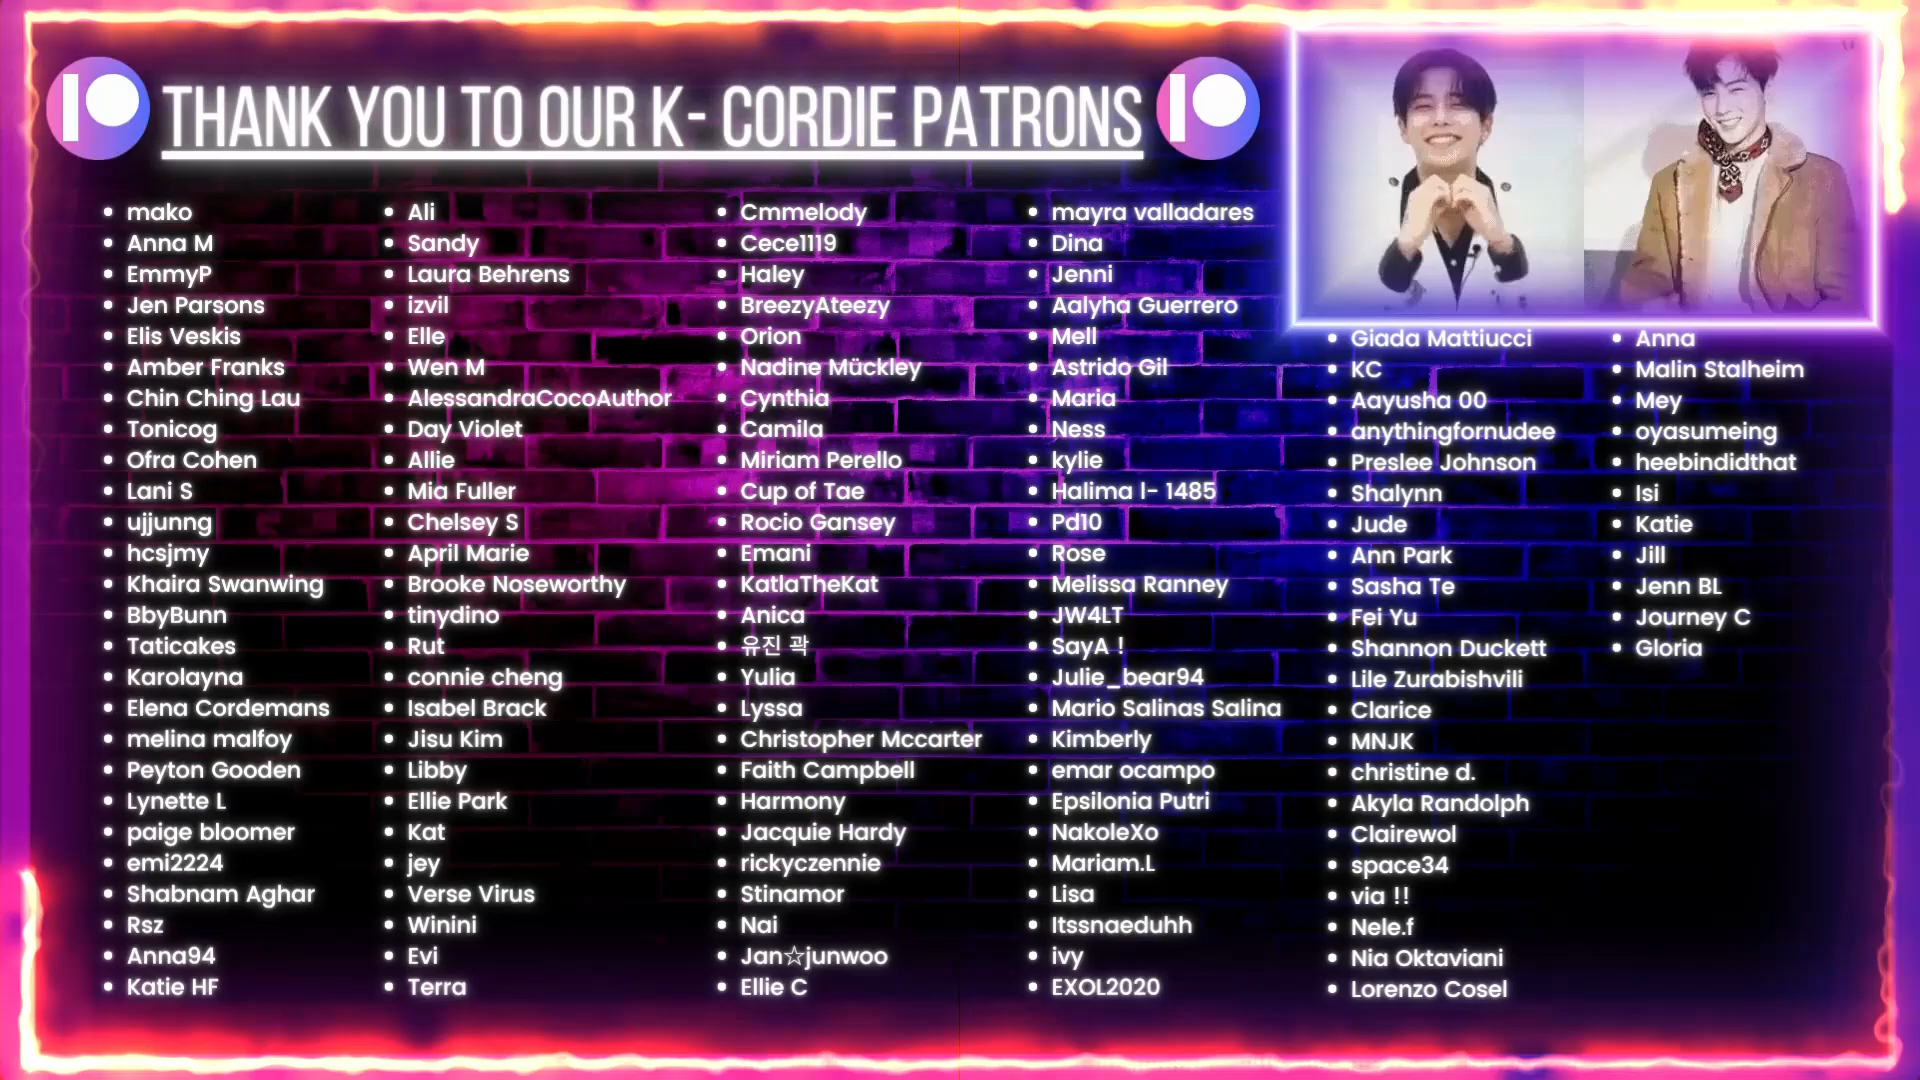 THANK YOU TO OUR K- CORDIE PATRONS
mako
Anna M
EmmyP
Jen Parsons
Elis Veskis
Amber Franks
Chin Ching Lau
Tonicog
Ofra Cohen
Lani S
ujjunng
hcsjmy
Khaira Swanwing
BbyBunn
Taticakes
Karolayna
Elena Cordemans
melina malfoy
Peyton Gooden
Lynette L
paige bloomer
emi2224
Shabnam Aghar
Rsz
Anna94
Katie HF
Ali
Sandy
Laura Behrens
izvil
Elle
Wen M
AlessandraCocoAuthor
Day Violet
Allie
Mia Fuller
Chelsey S
April Marie
Brooke Noseworthy
tinydino
Rut
connie cheng
Isabel Brack
Jisu Kim
Libby
Ellie Park
Kat
jey
Verse Virus
Winini
Evi
Terra
Cmmelody
Cece1119
Haley
BreezyAteezy
Orion
Nadine Mückley
Cynthia
Camila
Miriam Perello
Cup of Tae
Rocio Gansey
Emani
KatlaTheKat
Anica
유진 곽
Yulia
Lyssa
Christopher Mccarter
Faith Campbell
Harmony
Jacquie Hardy
rickyczennie
Stinamor
Nai
Jan☆junwoo
Ellie C
mayra valladares
Dina
Jenni
Aalyha Guerrero
Mell
Astrido Gil
Maria
Ness
kylie
Halima l- 1485
Pd10
Rose
Melissa Ranney
JW4LT
SayA !
Julie_bear94
Mario Salinas Salina
Kimberly
emar ocampo
Epsilonia Putri
NakoleXo
Mariam.L
Lisa
Itssnaeduhh
ivy
EXOL2020
Giada Mattiucci
KC
Aayusha 00
anythingfornudee
Preslee Johnson
Shalynn
Jude
Ann Park
Sasha Te
Fei Yu
Shannon Duckett
Lile Zurabishvili
Clarice
MNJK
christine d.
Akyla Randolph
Clairewol
space34
via !!
Nele.f
Nia Oktaviani
Lorenzo Cosel
Anna
Malin Stalheim
Mey
oyasumeing
heebindidthat
Isi
Katie
Jill
Jenn BL
Journey C
Gloria